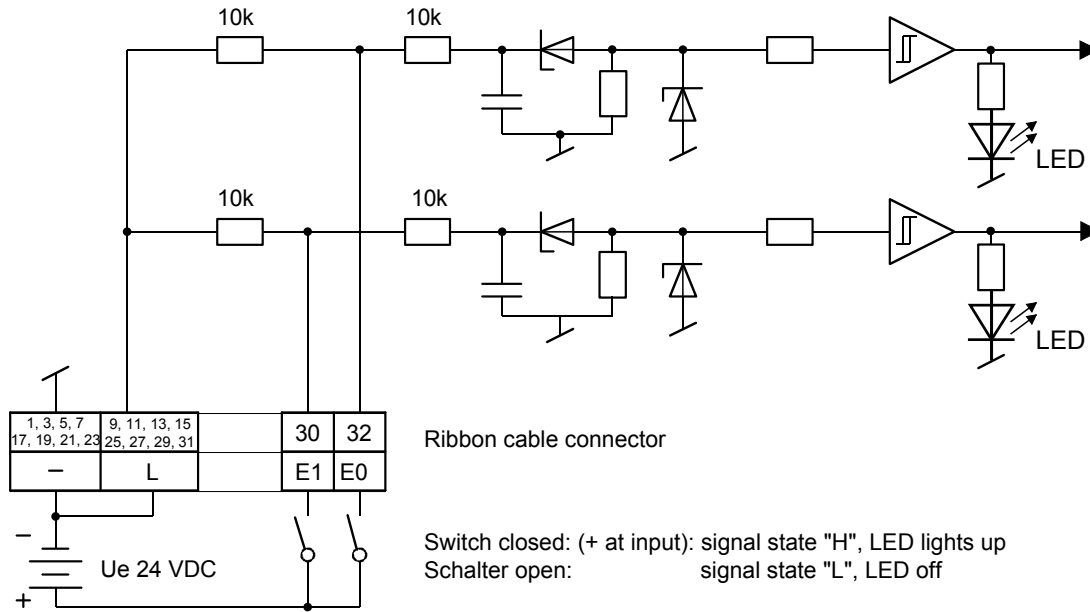 10k 10k
LED
10k 10k
LED
1, 3, 5, 7
17, 19, 21, 23
9, 11, 13, 15
25, 27, 29, 31
30 32
Ribbon cable connector
– L E1 E0
–
Ue 24 VDC
+
Switch closed: (+ at input): signal state "H", LED lights up
Schalter open: signal state "L", LED off